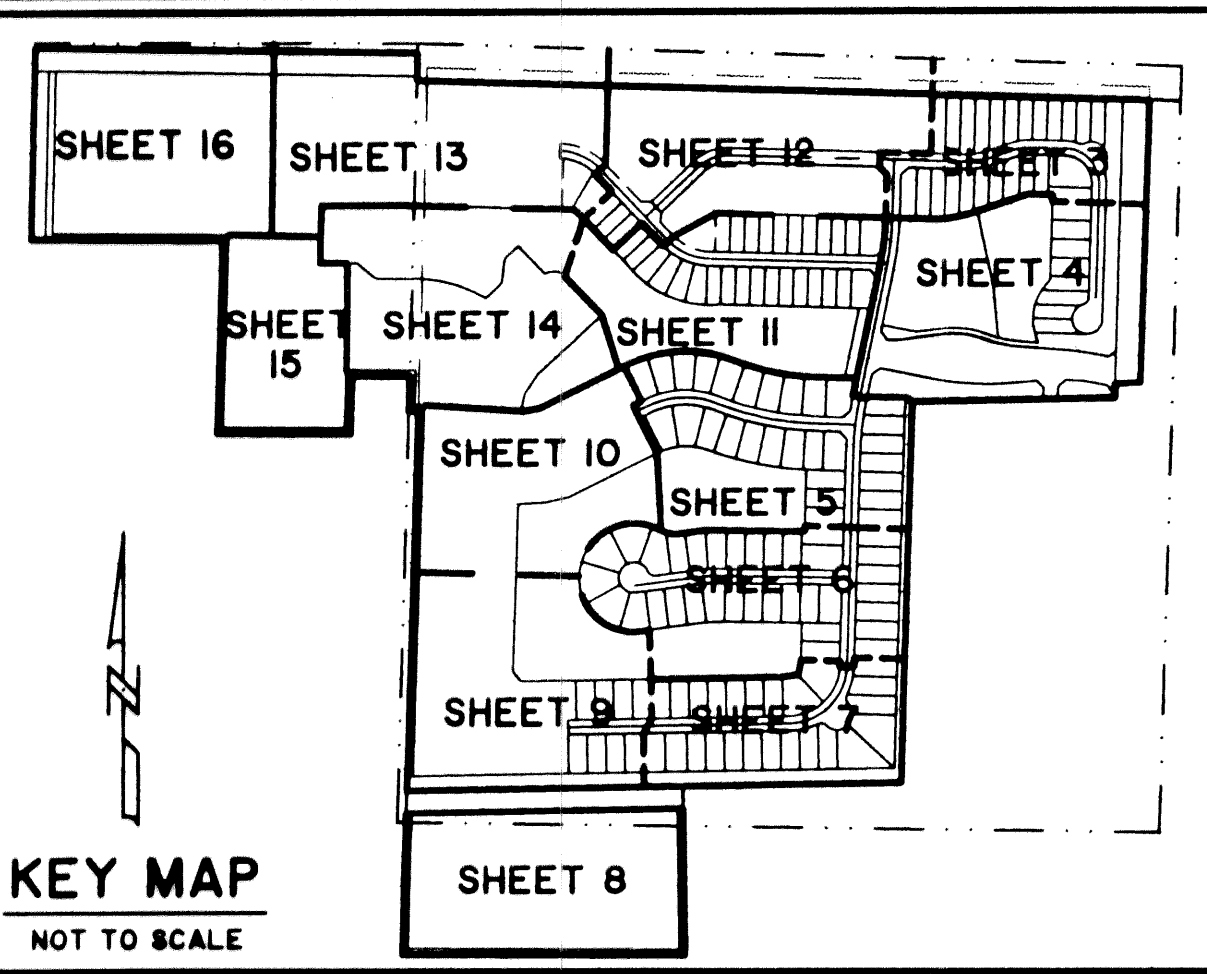 SHEET 16
SHEET 13
SHEET 12
SHEET 3
SHEET 4
SHEET
15
SHEET 14
SHEET 11
SHEET 10
SHEET 5
SHEET 6
SHEET 9
SHEET 7
SHEET 8
N
KEY MAP
NOT TO SCALE